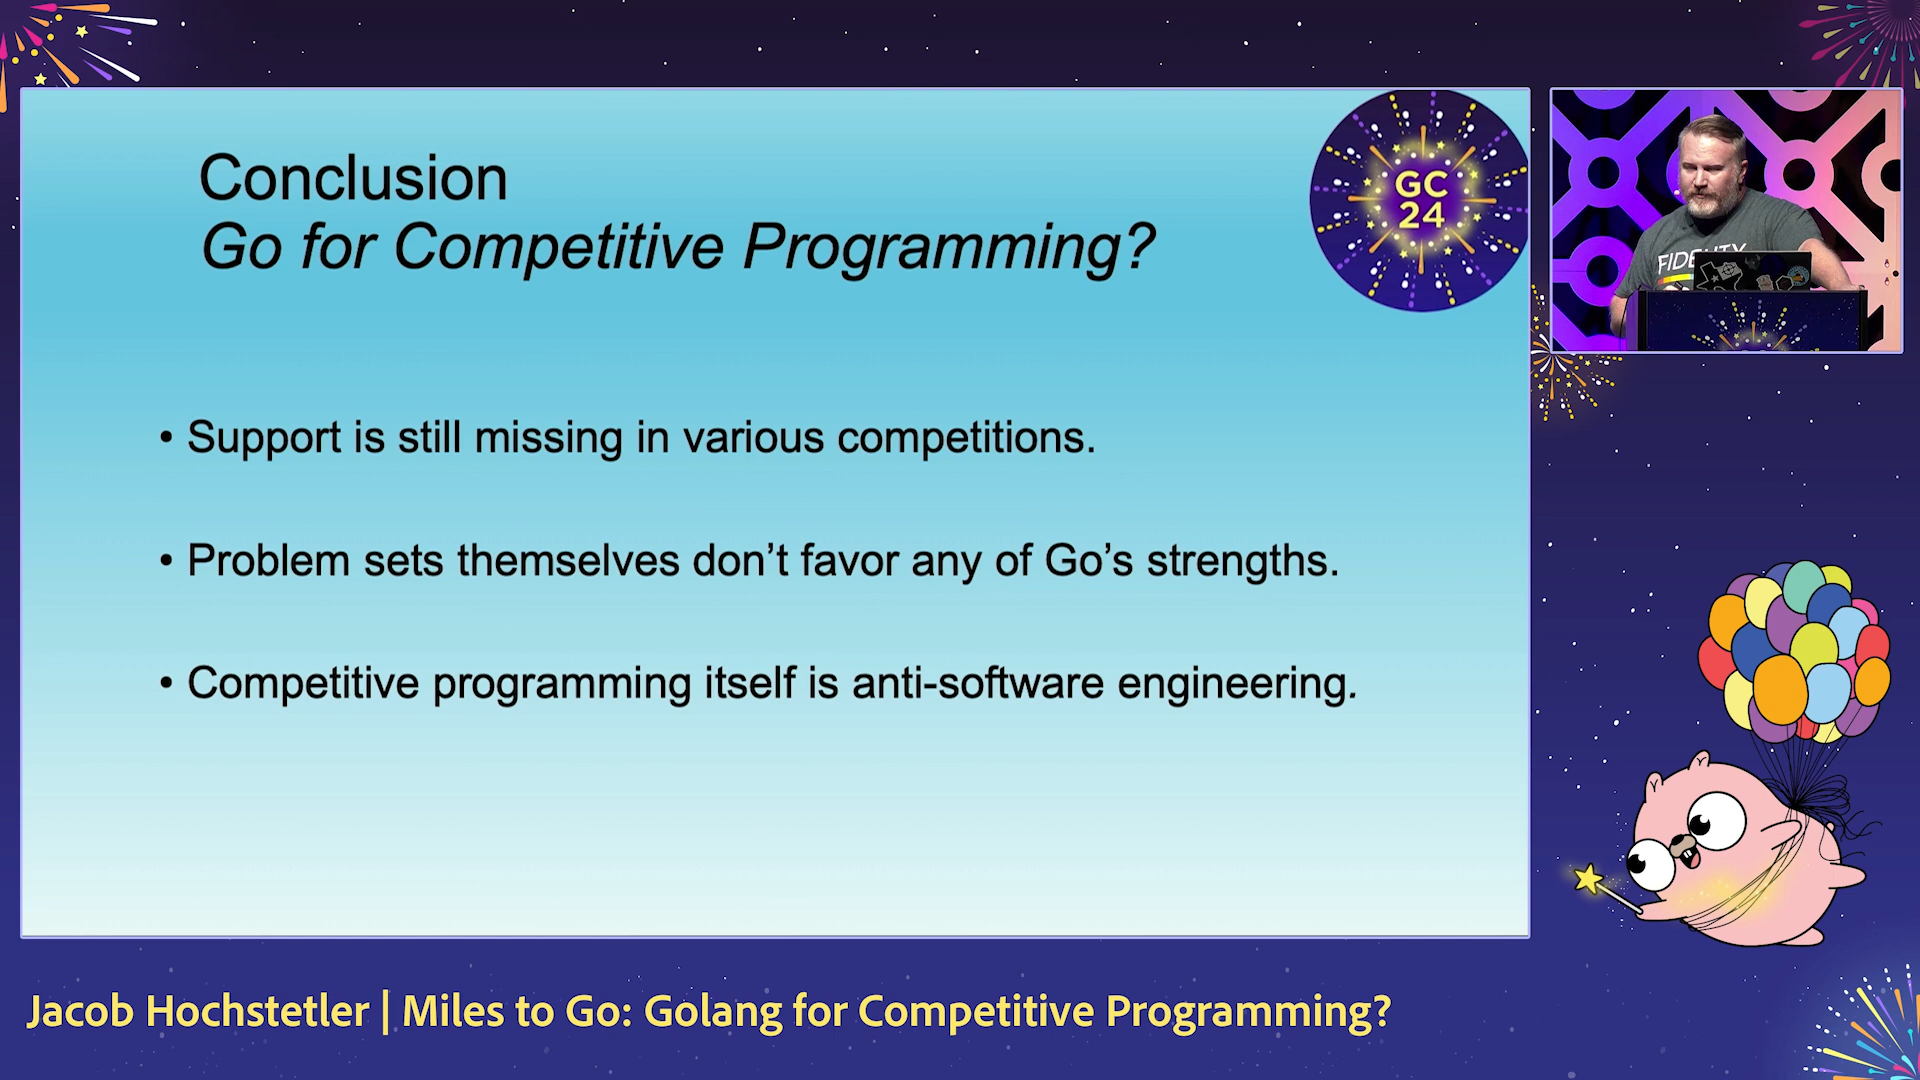 Conclusion
Go for Competitive Programming?
GC
24
• Support is still missing in various competitions.
• Problem sets themselves don’t favor any of Go’s strengths.
• Competitive programming itself is anti-software engineering.
Jacob Hochstetler | Miles to Go: Golang for Competitive Programming?